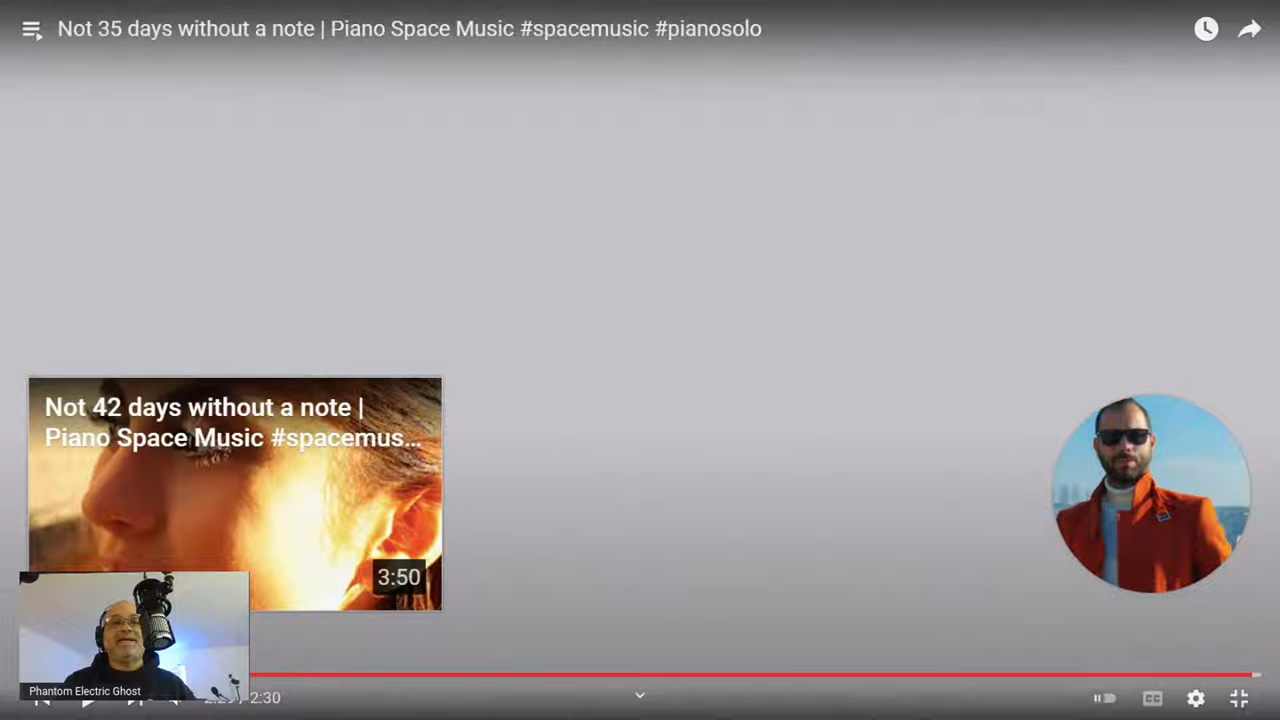 Not 35 days without a note | Piano Space Music #spacemusic #pianosolo
Not 42 days without a note |
Piano Space Music #spacemus...
3:50
Phantom Electric Ghost
2:30
CC